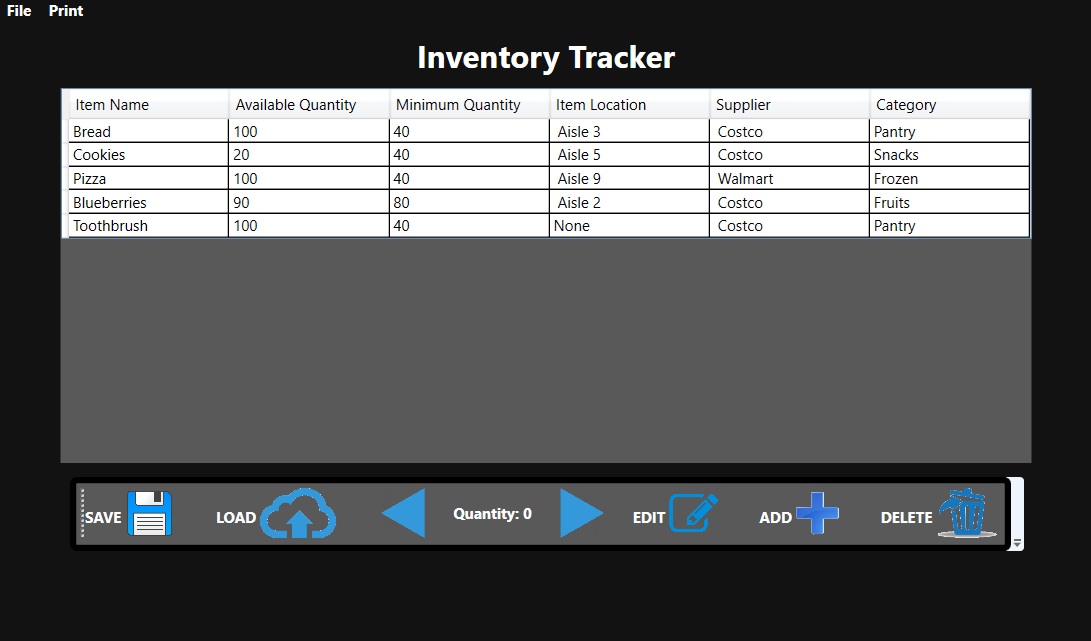 File Print
Inventory Tracker
Item Name Available Quantity Minimum Quantity Item Location Supplier Category
Bread 100 40 Aisle 3 Costco Pantry
Cookies 20 40 Aisle 5 Costco Snacks
Pizza 100 40 Aisle 9 Walmart Frozen
Blueberries 90 80 Aisle 2 Costco Fruits
Toothbrush 100 40 None Costco Pantry
SAVE LOAD Quantity: 0 EDIT ADD DELETE